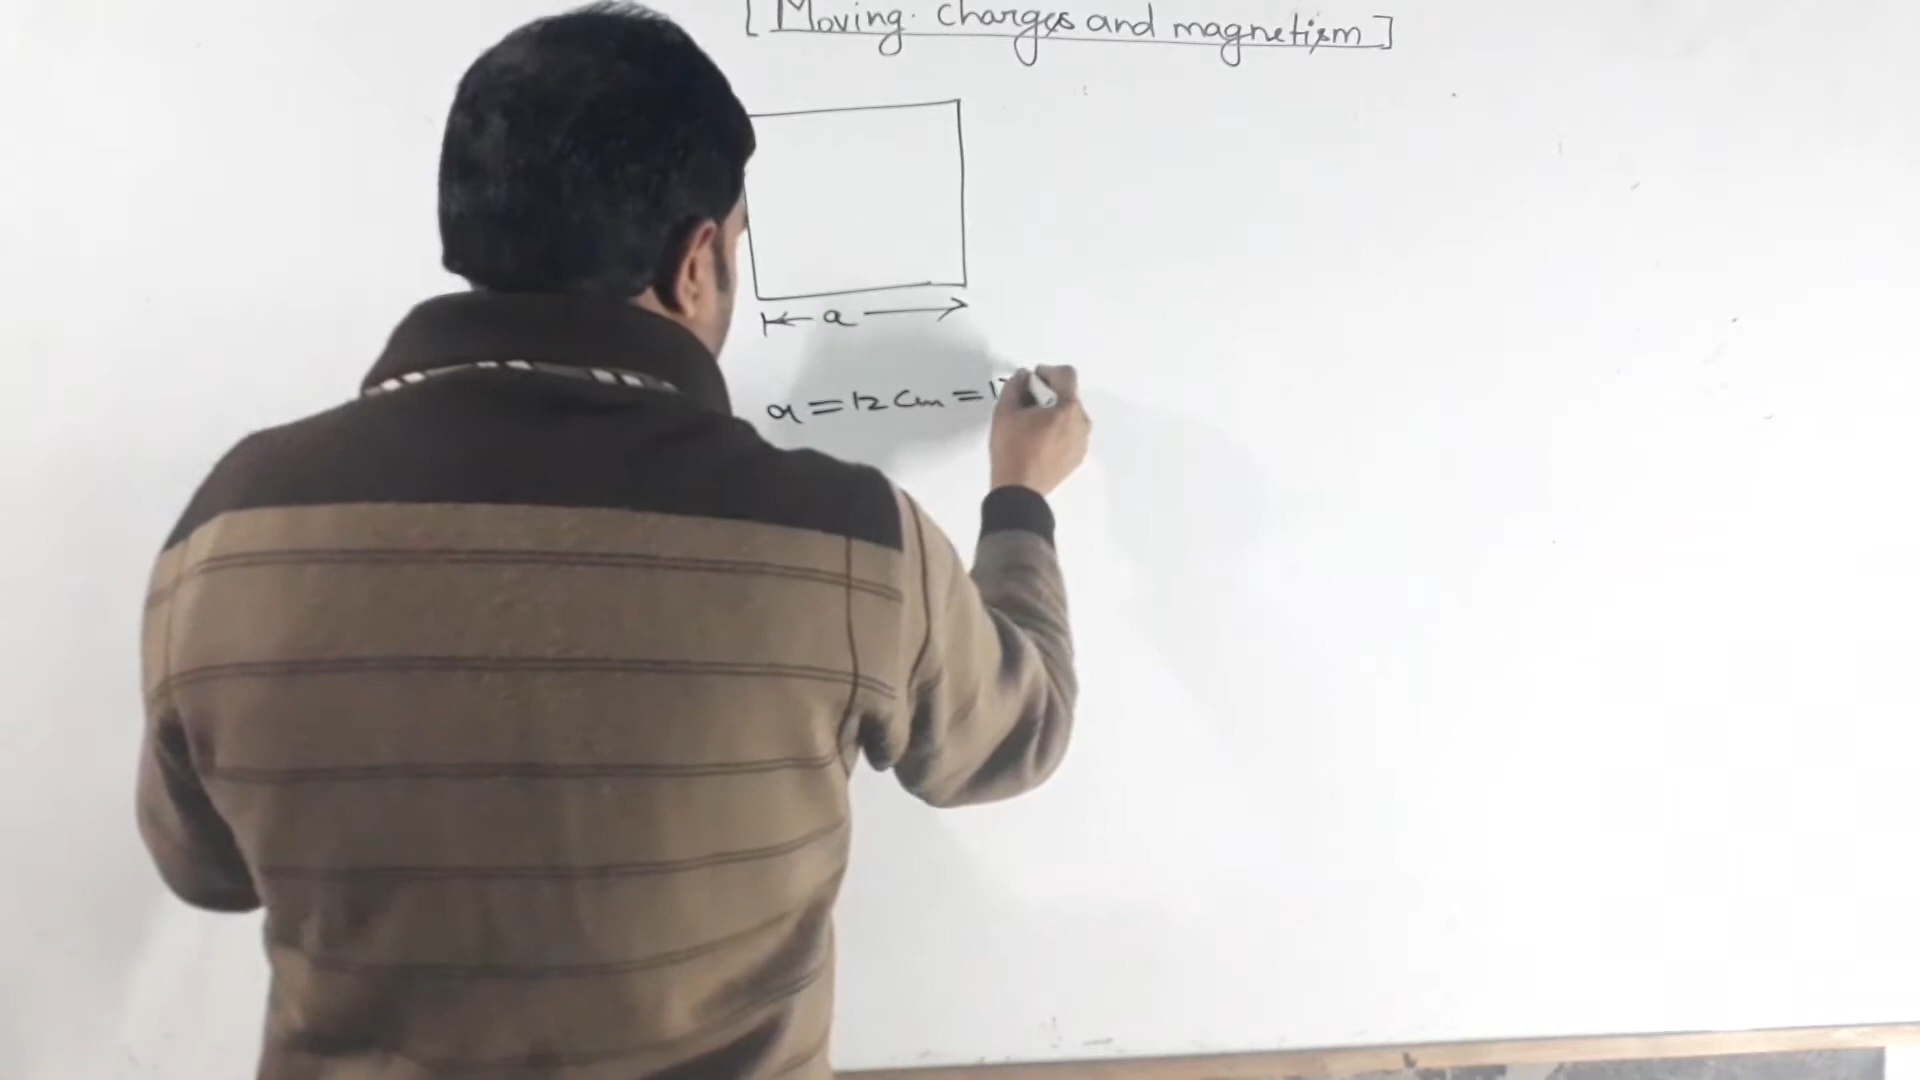 [ Moving. charges and magnetism ]
a
a = 12 cm = 1